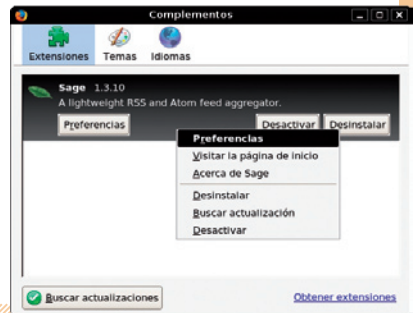 Complementos
Extensiones Temas Idiomas
Sage 1.3.10
A lightweight RSS and Atom feed aggregator.
Preferencias Desactivar Desinstalar
Preferencias
Visitar la página de inicio
Acerca de Sage
Desinstalar
Buscar actualización
Desactivar
Buscar actualizaciones Obtener extensiones